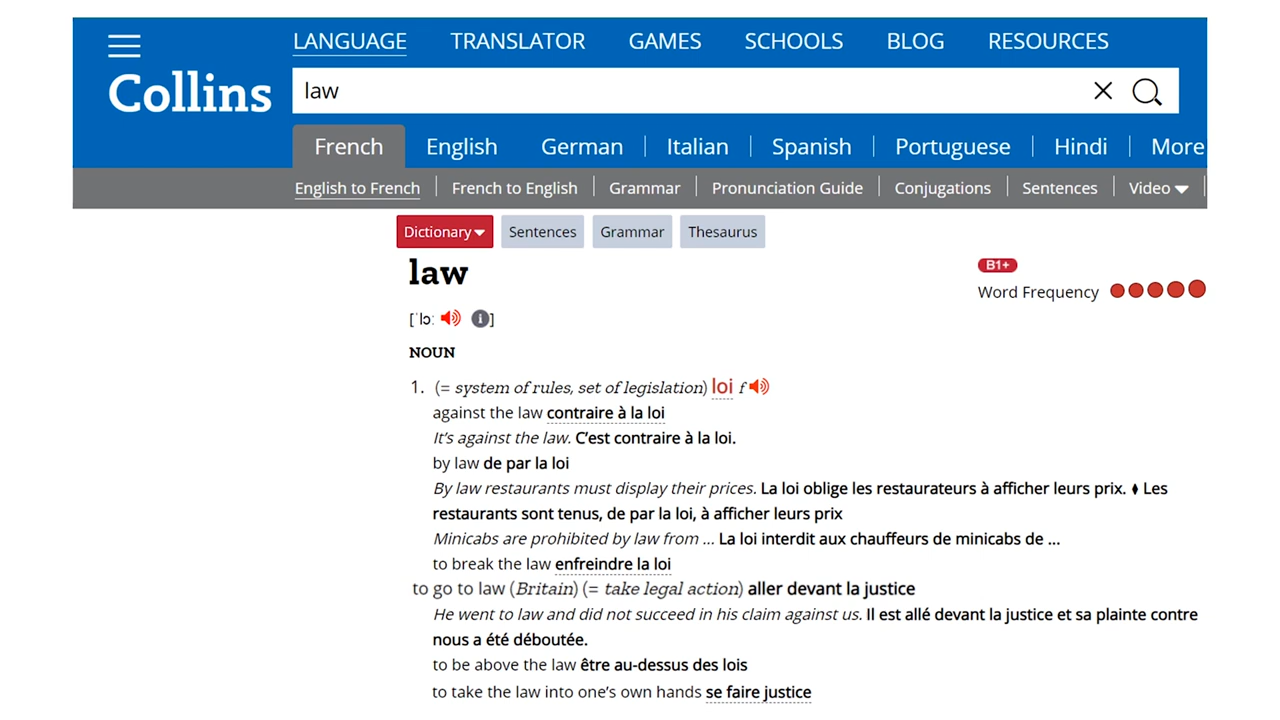 LANGUAGE TRANSLATOR GAMES SCHOOLS BLOG RESOURCES
Collins
law
French English German Italian Spanish Portuguese Hindi More
English to French French to English Grammar Pronunciation Guide Conjugations Sentences Video
Dictionary Sentences Grammar Thesaurus
law
B1+
Word Frequency
[ˈlɔː ]
NOUN
1. (= system of rules, set of legislation) loi f
against the law contraire à la loi
It's against the law. C'est contraire à la loi.
by law de par la loi
By law restaurants must display their prices. La loi oblige les restaurateurs à afficher leurs prix. ♦ Les
restaurants sont tenus, de par la loi, à afficher leurs prix
Minicabs are prohibited by law from ... La loi interdit aux chauffeurs de minicabs de ...
to break the law enfreindre la loi
to go to law (Britain) (= take legal action) aller devant la justice
He went to law and did not succeed in his claim against us. Il est allé devant la justice et sa plainte contre
nous a été déboutée.
to be above the law être au-dessus des lois
to take the law into one's own hands se faire justice